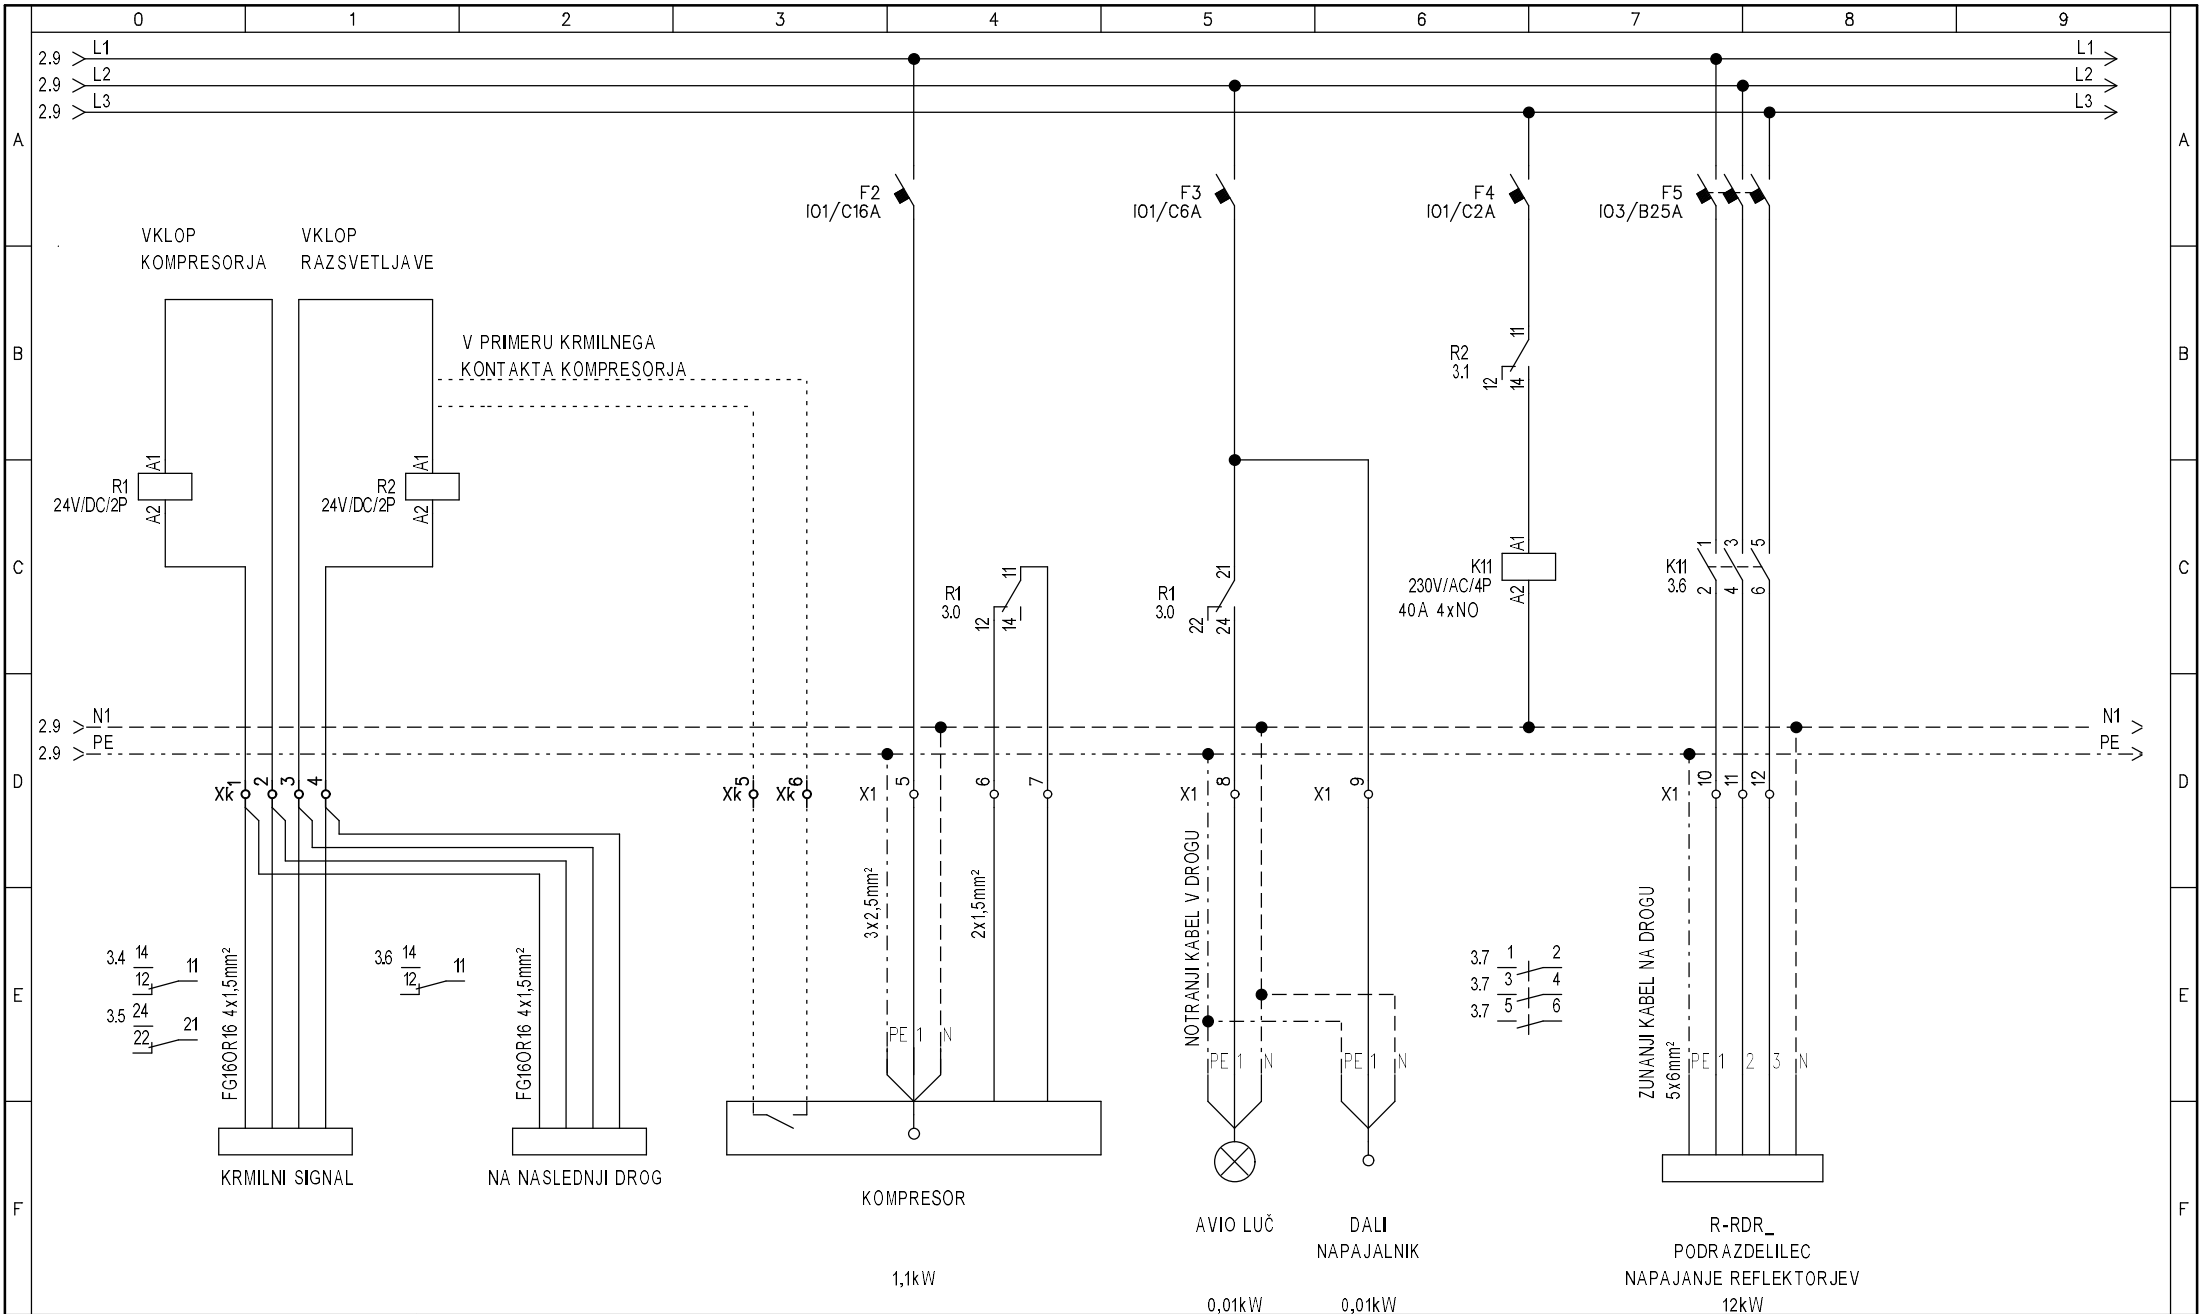 0 1 2 3 4 5 6 7 8 9
2.9 L1 L1
2.9 L2 L2
2.9 L3 L3
A A
F2
IO1/C16A
F3
IO1/C6A
F4
IO1/C2A
F5
IO3/B25A
VKLOP
KOMPRESORJA
VKLOP
RAZSVETLJAVE
B B
V PRIMERU KRMILNEGA
KONTAKTA KOMPRESORJA
R2
3.1
11
12 14
R1
24V/DC/2P
A1
A2
R2
24V/DC/2P
A1
A2
C C
R1
3.0
11
12 14
R1
3.0
21
22 24
K11
230V/AC/4P
40A 4xNO
A1
A2
K11
3.6
1 3 5
2 4 6
2.9 N1 N1
2.9 PE PE
D D
Xk 1 2 3 4
Xk 5
Xk 6
X1 5 6 7
X1 8
X1 9
X1 10 11 12
3x2,5mm²
2x1,5mm²
NOTRANJI KABEL V DROGU
ZUNANJI KABEL NA DROGU
5x6mm²
E E
3.4 14
12 11
3.5 24
22 21
FG16OR16 4x1,5mm²
3.6 14
12 11
FG16OR16 4x1,5mm²
3.7 1 2
3.7 3 4
3.7 5 6
PE 1 N
PE 1 N
PE 1 N
PE 1 2 3 N
F F
KRMILNI SIGNAL
NA NASLEDNJI DROG
KOMPRESOR
1,1kW
AVIO LUČ
0,01kW
DALI
NAPAJALNIK
0,01kW
R-RDR_
PODRAZDELILEC
NAPAJANJE REFLEKTORJEV
12kW